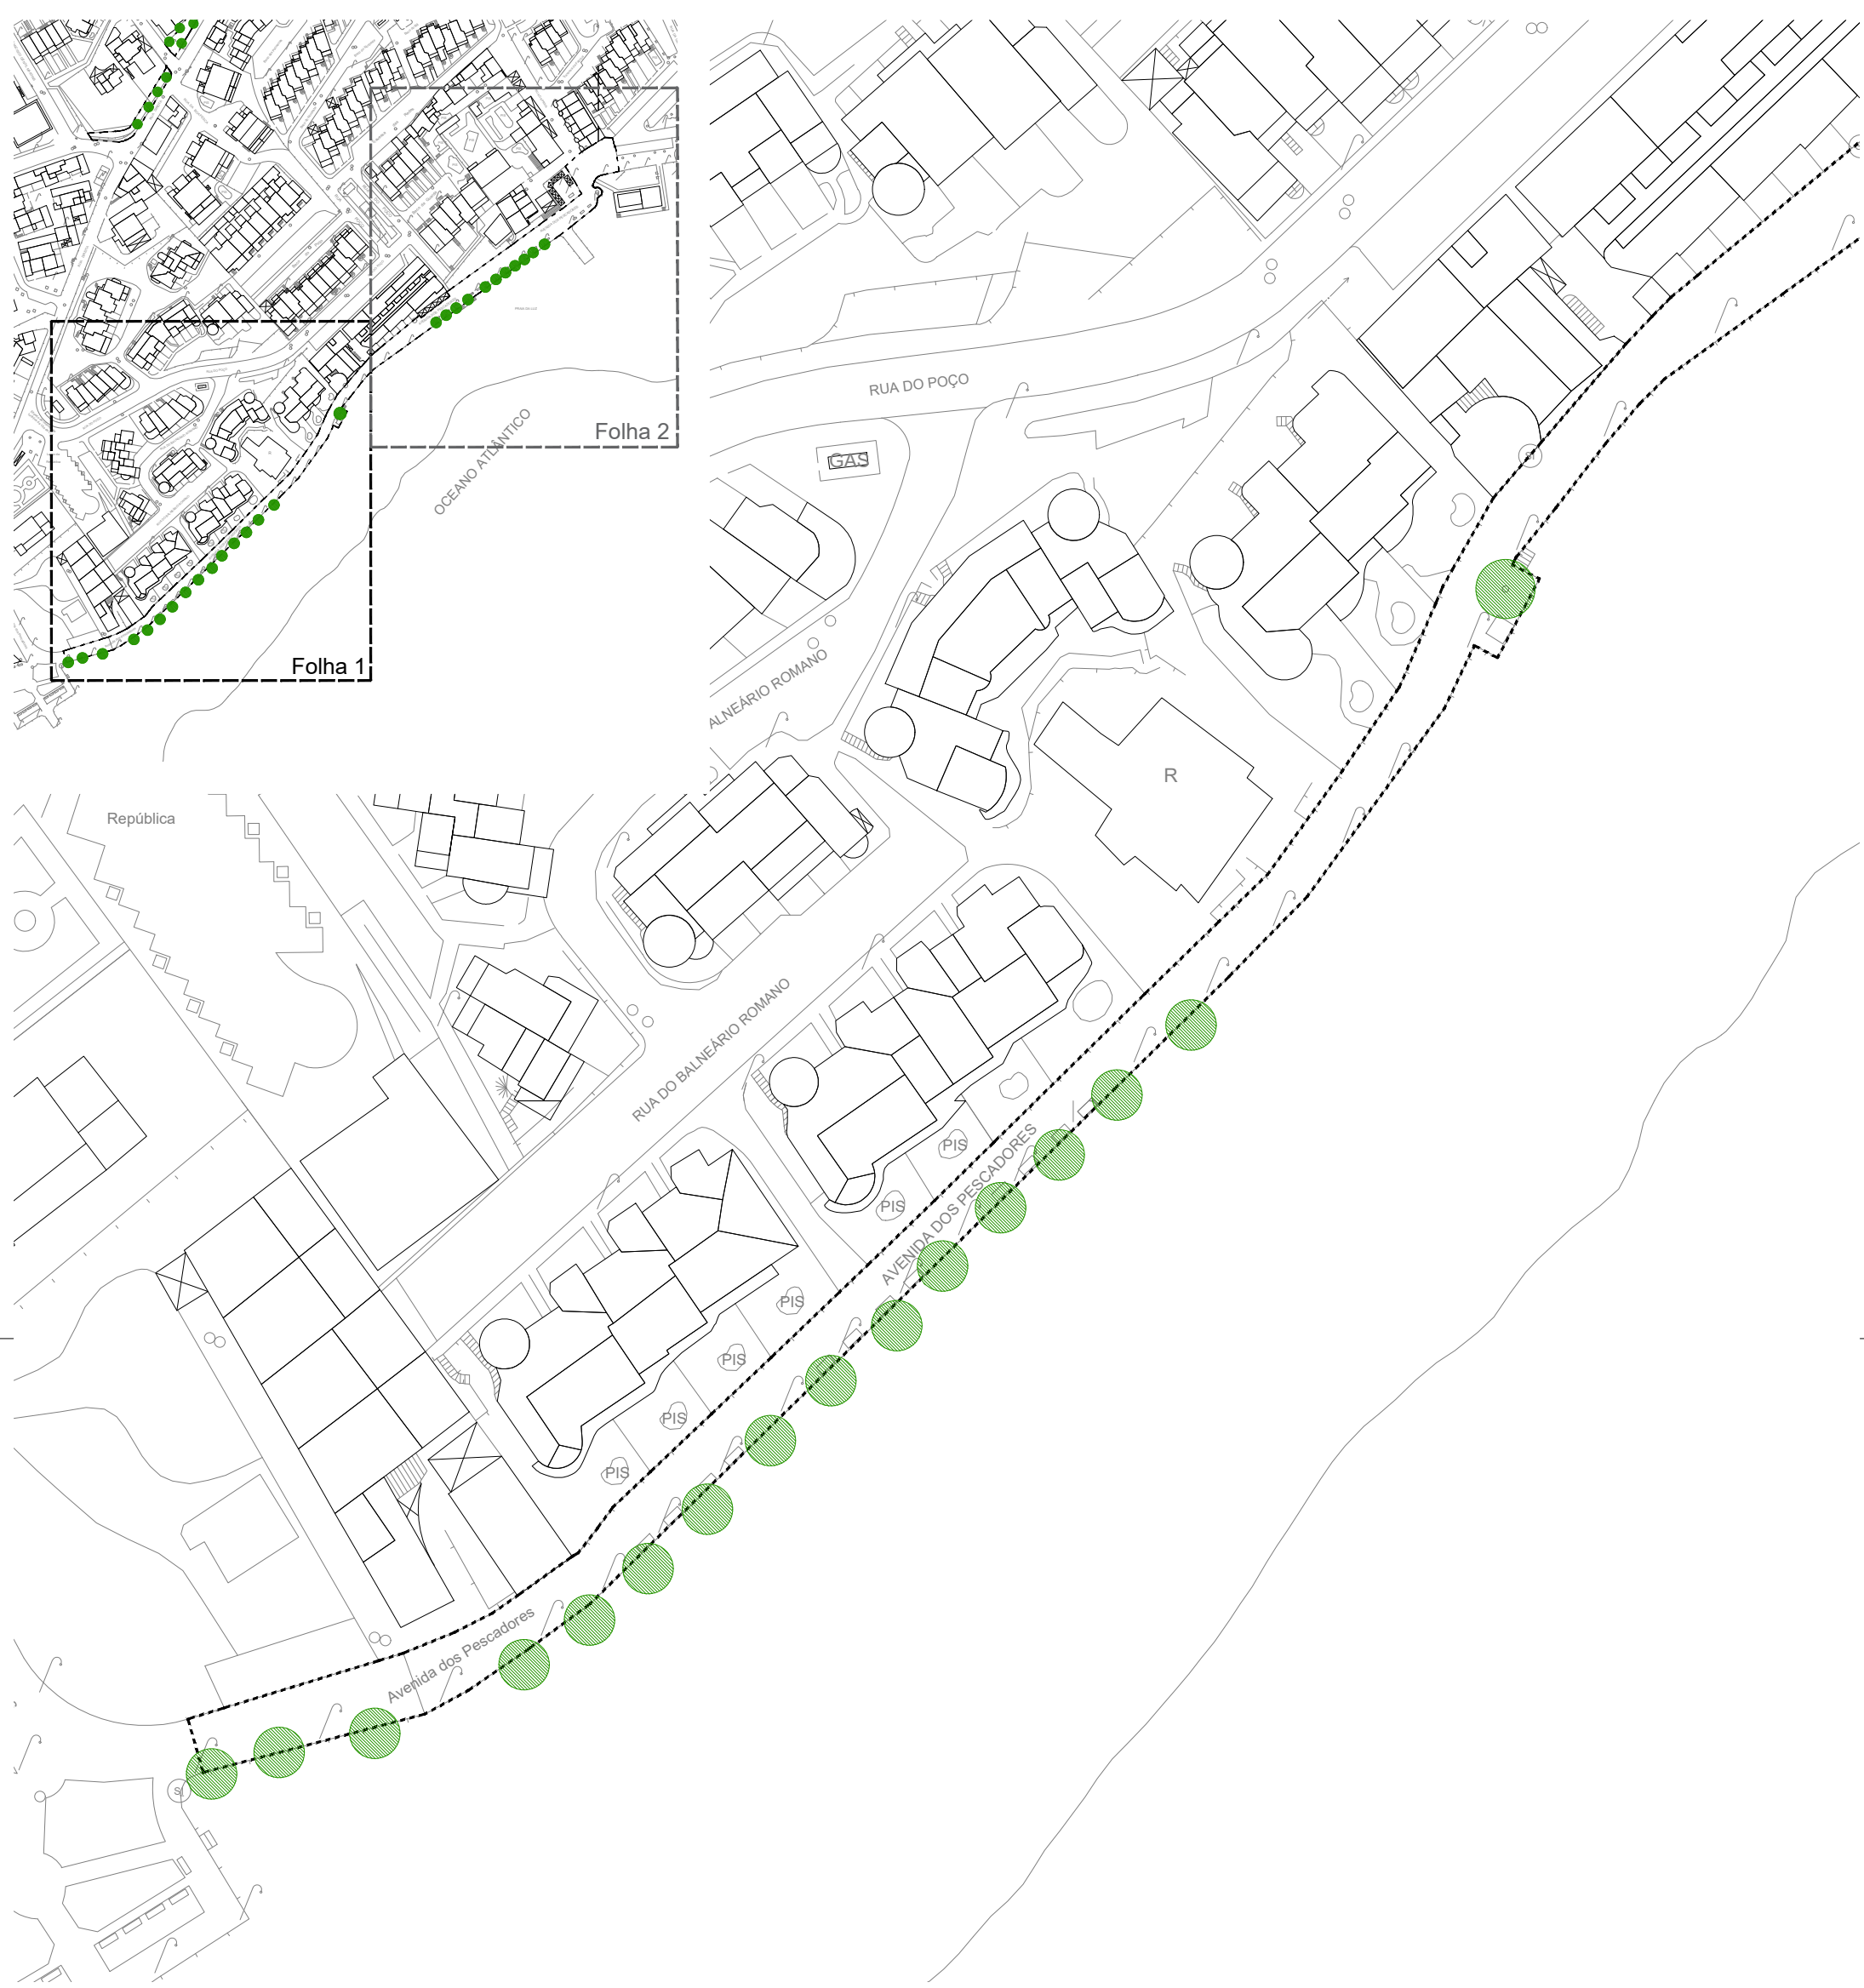 Folha 2
OCEANO ATLÂNTICO
Folha 1
RUA DO POÇO
GAS
ALNEÁRIO ROMANO
R
República
RUA DO BALNEÁRIO ROMANO
PIS
PIS
AVENIDA DOS PESCADORES
PIS
PIS
PIS
PIS
Avenida dos Pescadores